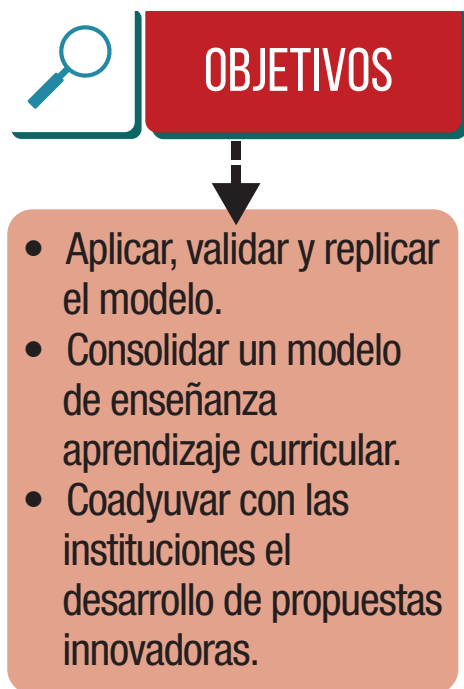 OBJETIVOS
• Aplicar, validar y replicar
el modelo.
• Consolidar un modelo
de enseñanza
aprendizaje curricular.
• Coadyuvar con las
instituciones el
desarrollo de propuestas
innovadoras.